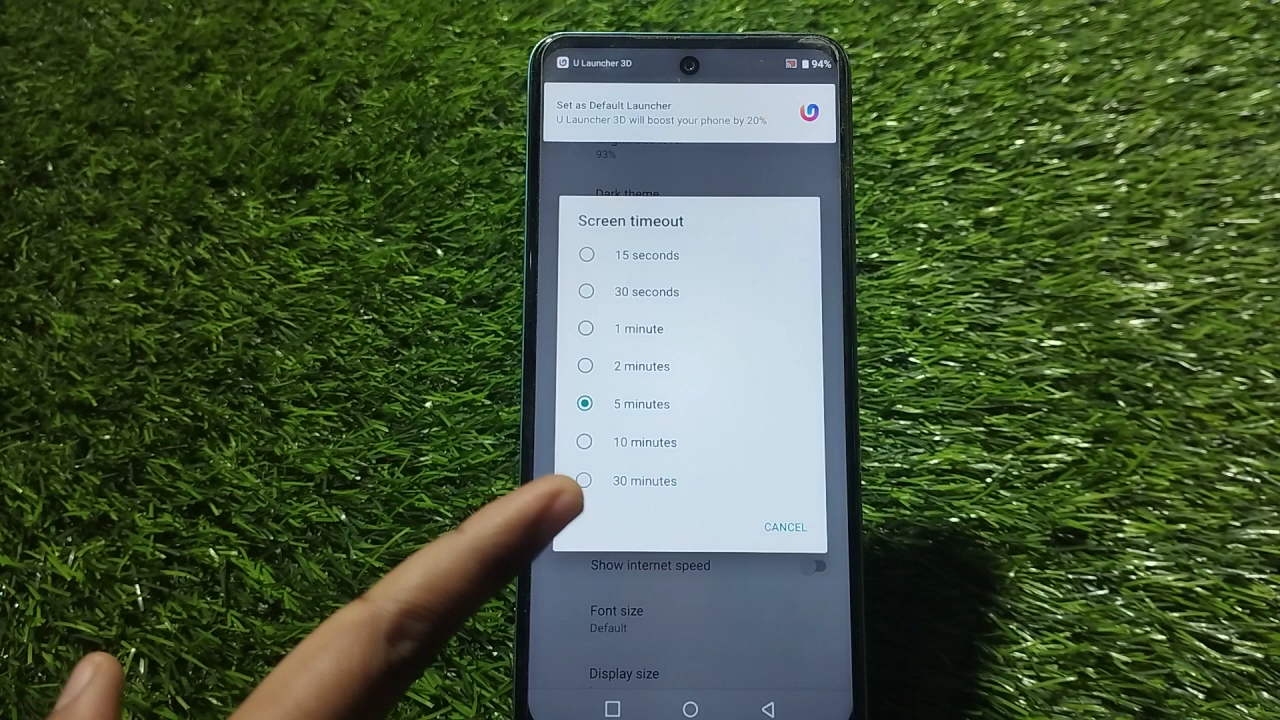 U Launcher 3D
94%
Set as Default Launcher
U Launcher 3D will boost your phone by 20%
93%
Dark theme
Screen timeout
15 seconds
30 seconds
1 minute
2 minutes
5 minutes
10 minutes
30 minutes
CANCEL
Show internet speed
Font size
Default
Display size